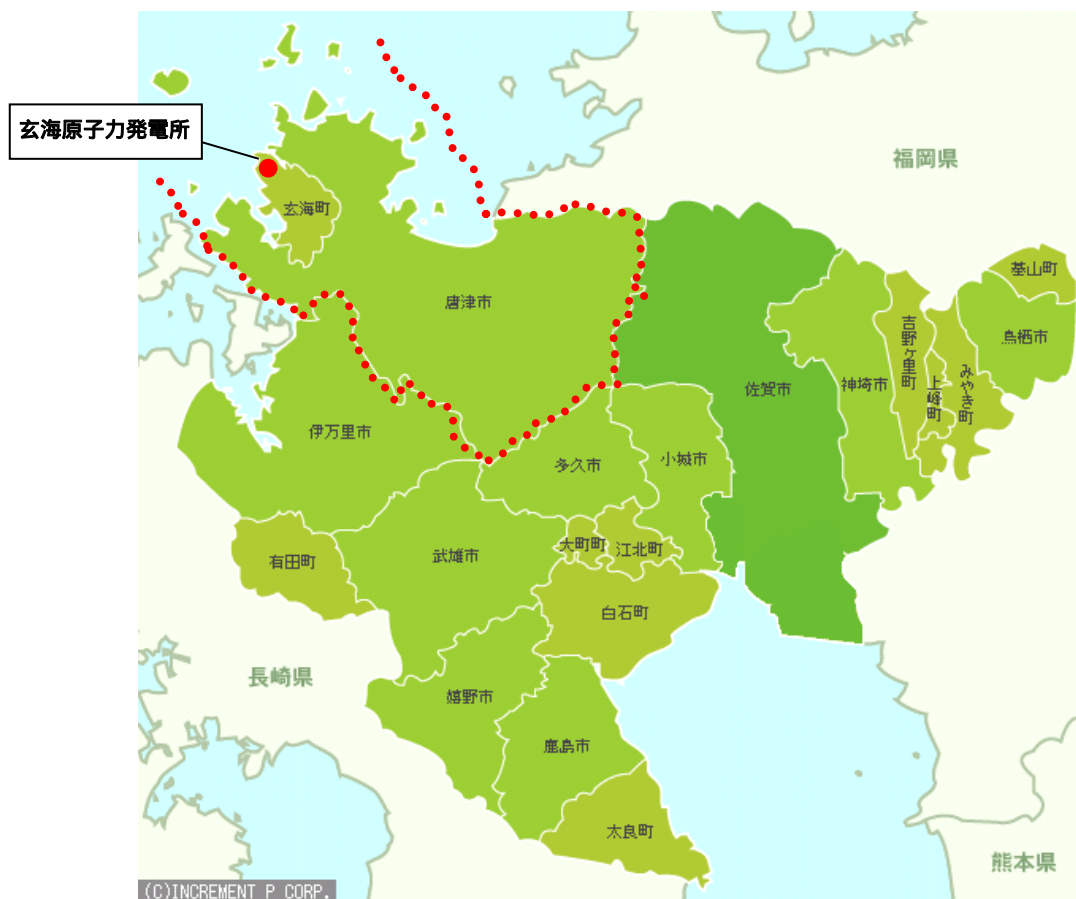 玄海原子力発電所
福岡県
玄海町
基山町
唐津市
吉野ヶ里町
鳥栖市
みやき町
上峰町
神埼市
佐賀市
伊万里市
小城市
多久市
大町町
江北町
武雄市
有田町
白石町
長崎県
嬉野市
鹿島市
太良町
熊本県
(C)INCREMENT P CORP.